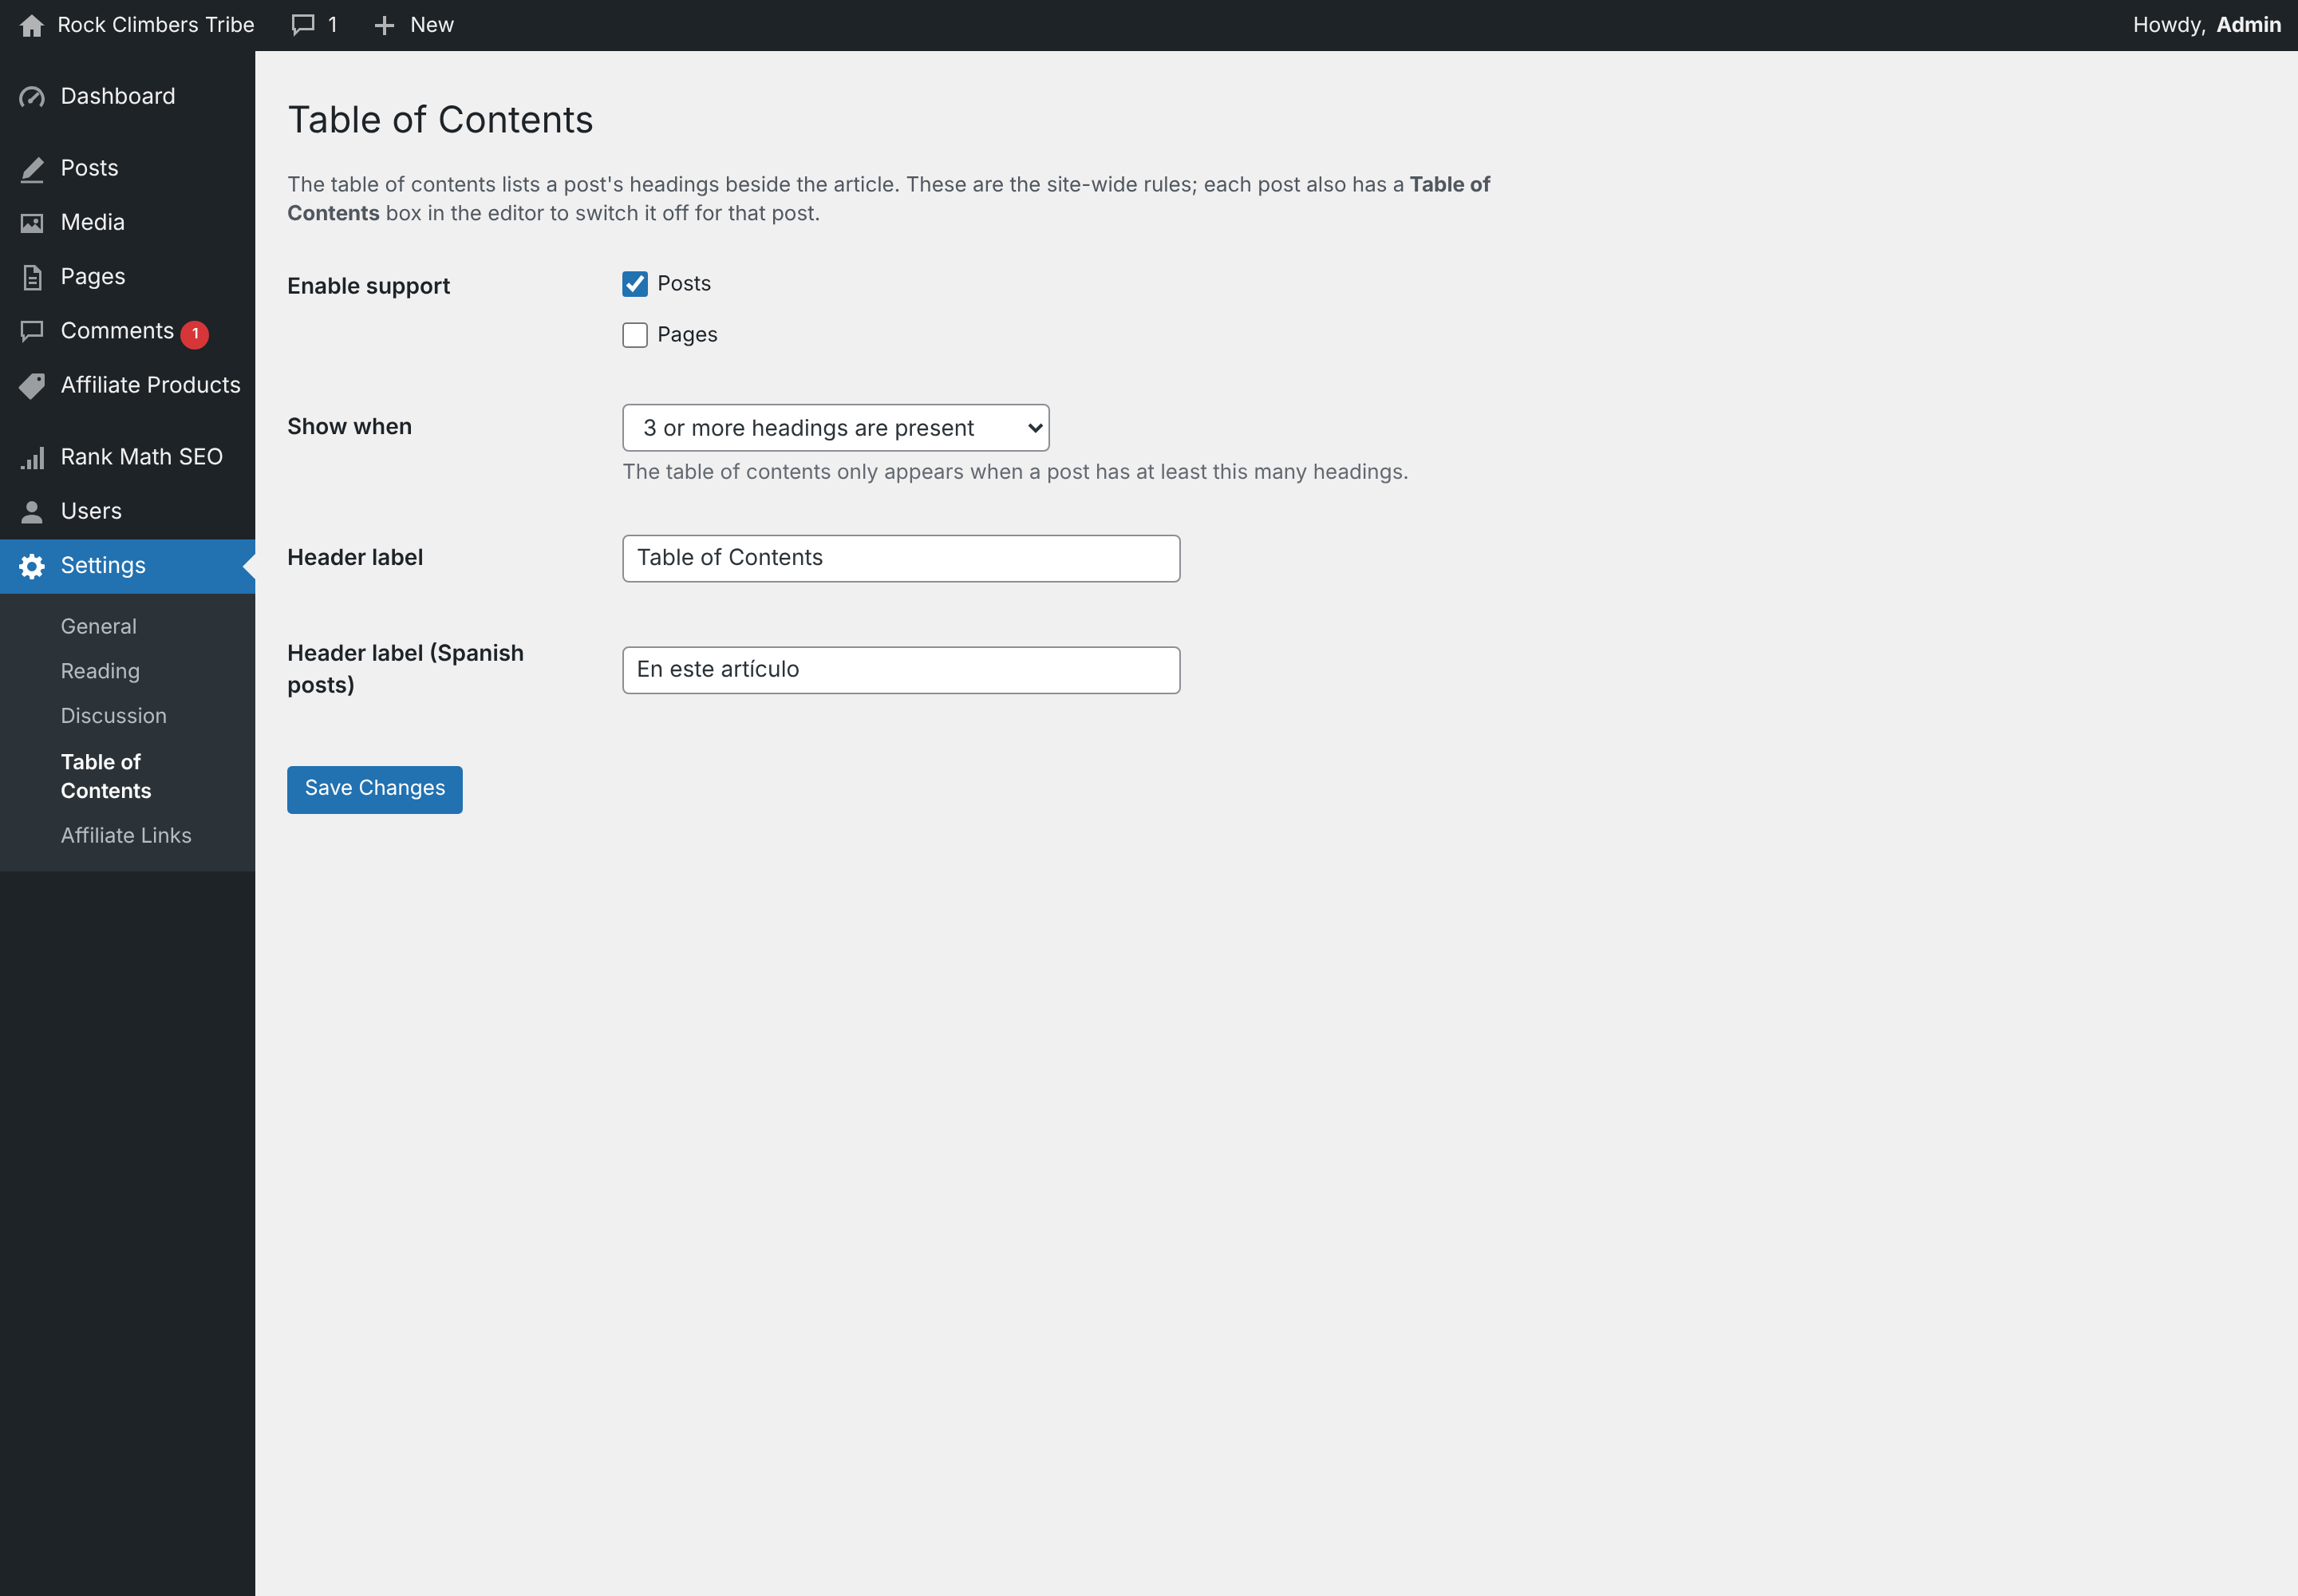 Rock Climbers Tribe 1 New Howdy, Admin
Dashboard
Posts
Media
Pages
Comments 1
Affiliate Products
Rank Math SEO
Users
Settings
General
Reading
Discussion
Table of
Contents
Affiliate Links
Table of Contents
The table of contents lists a post's headings beside the article. These are the site-wide rules; each post also has a Table of
Contents box in the editor to switch it off for that post.
Enable support
Posts
Pages
Show when
3 or more headings are present
The table of contents only appears when a post has at least this many headings.
Header label
Table of Contents
Header label (Spanish
posts)
En este artículo
Save Changes